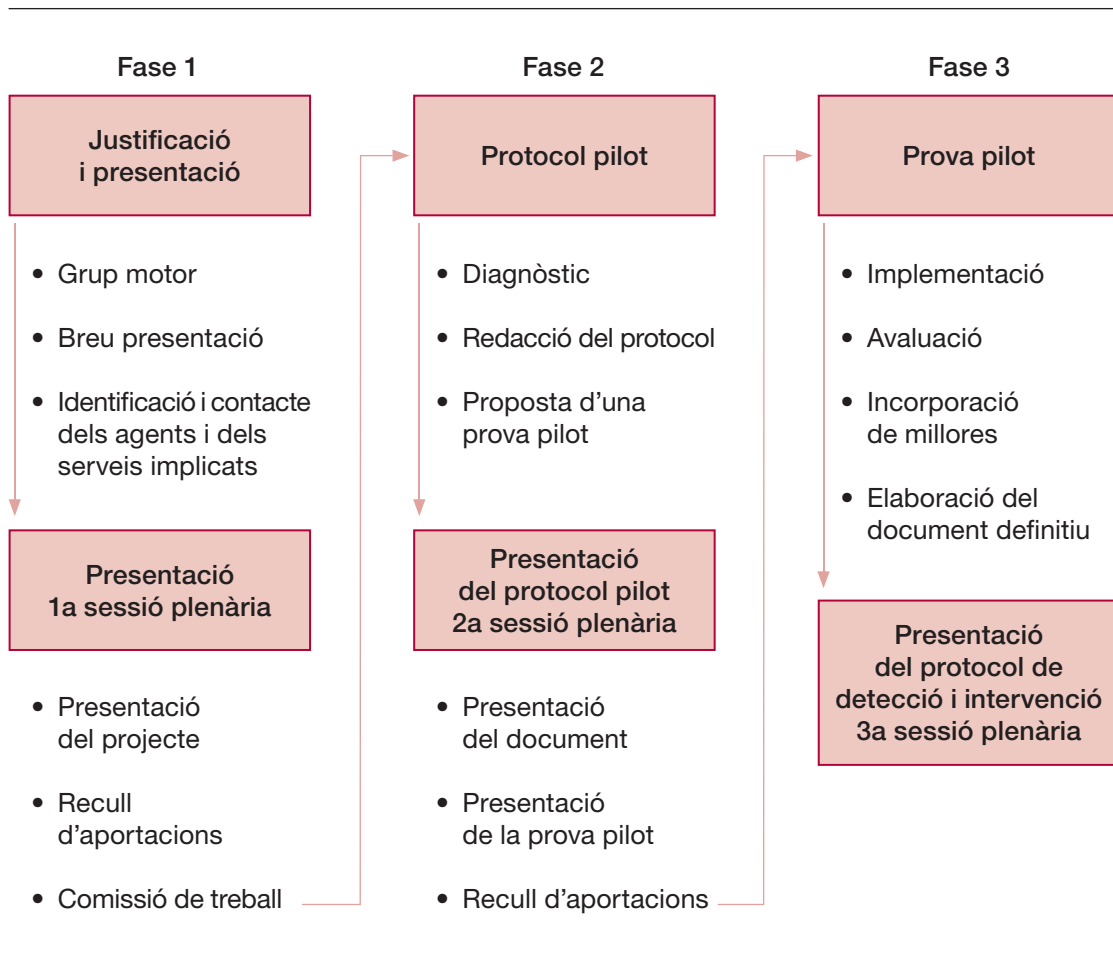 Fase 1
Justificació
i presentació
• Grup motor
• Breu presentació
• Identificació i contacte
dels agents i dels
serveis implicats
Presentació
1a sessió plenària
• Presentació
del projecte
• Recull
d’aportacions
• Comissió de treball
Fase 2
Protocol pilot
• Diagnòstic
• Redacció del protocol
• Proposta d’una
prova pilot
Presentació
del protocol pilot
2a sessió plenària
• Presentació
del document
• Presentació
de la prova pilot
• Recull d’aportacions
Fase 3
Prova pilot
• Implementació
• Avaluació
• Incorporació
de millores
• Elaboració del
document definitiu
Presentació
del protocol de
detecció i intervenció
3a sessió plenària